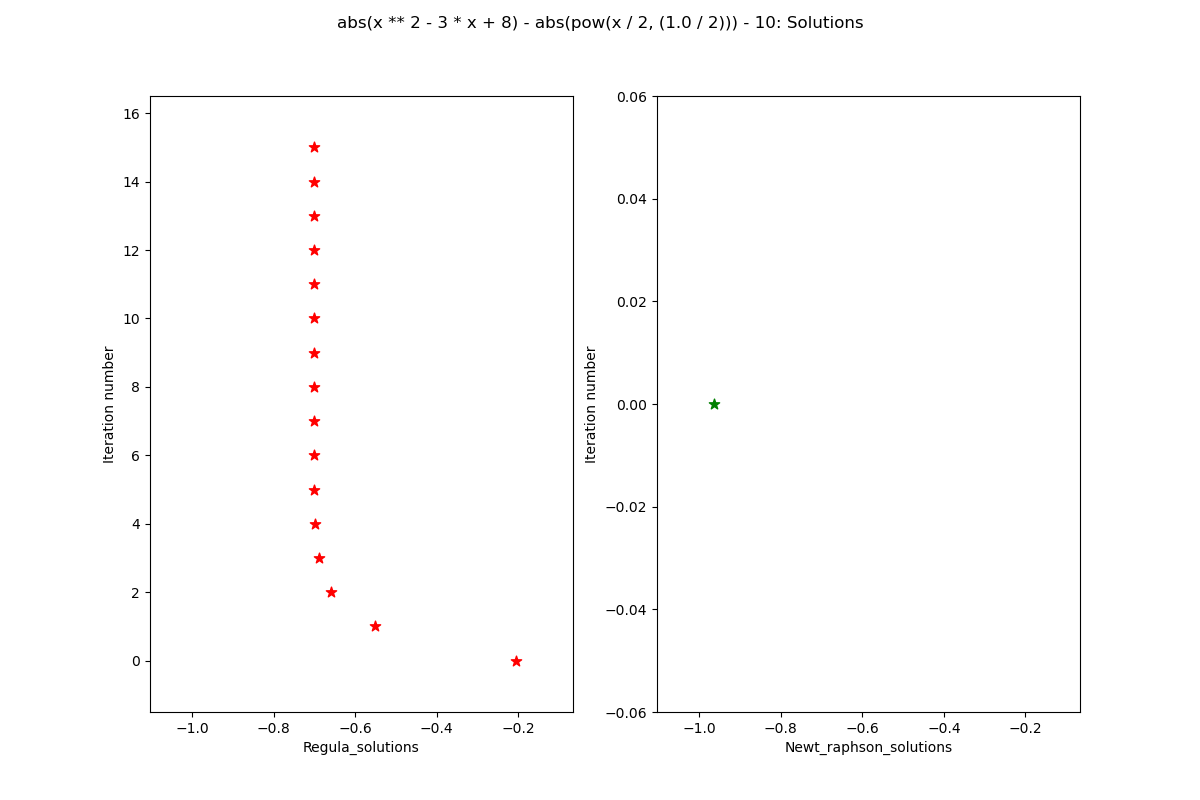 abs(x ** 2 - 3 * x + 8) - abs(pow(x / 2, (1.0 / 2))) - 10: Solutions
16
14
12
10
8
6
4
2
0
Iteration number
−1.0 −0.8 −0.6 −0.4 −0.2
Regula_solutions
0.06
0.04
0.02
0.00
−0.02
−0.04
−0.06
Iteration number
−1.0 −0.8 −0.6 −0.4 −0.2
Newt_raphson_solutions